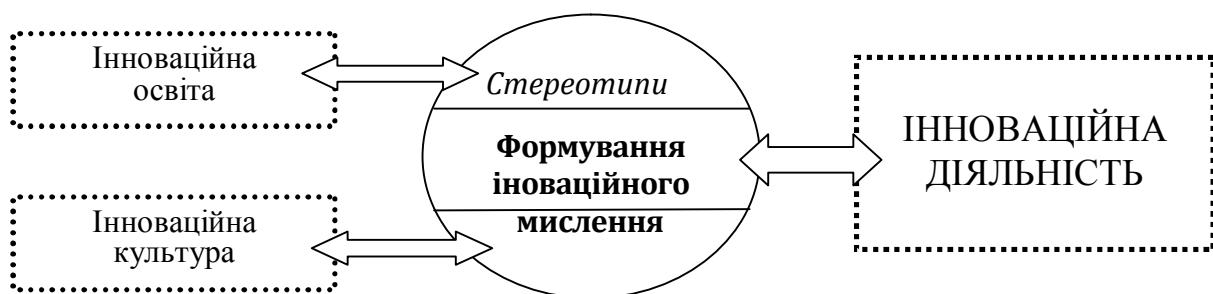 Інноваційна
освіта
Стереотипи
Формування
іноваційного
мислення
Інноваційна
культура
ІННОВАЦІЙНА
ДІЯЛЬНІСТЬ